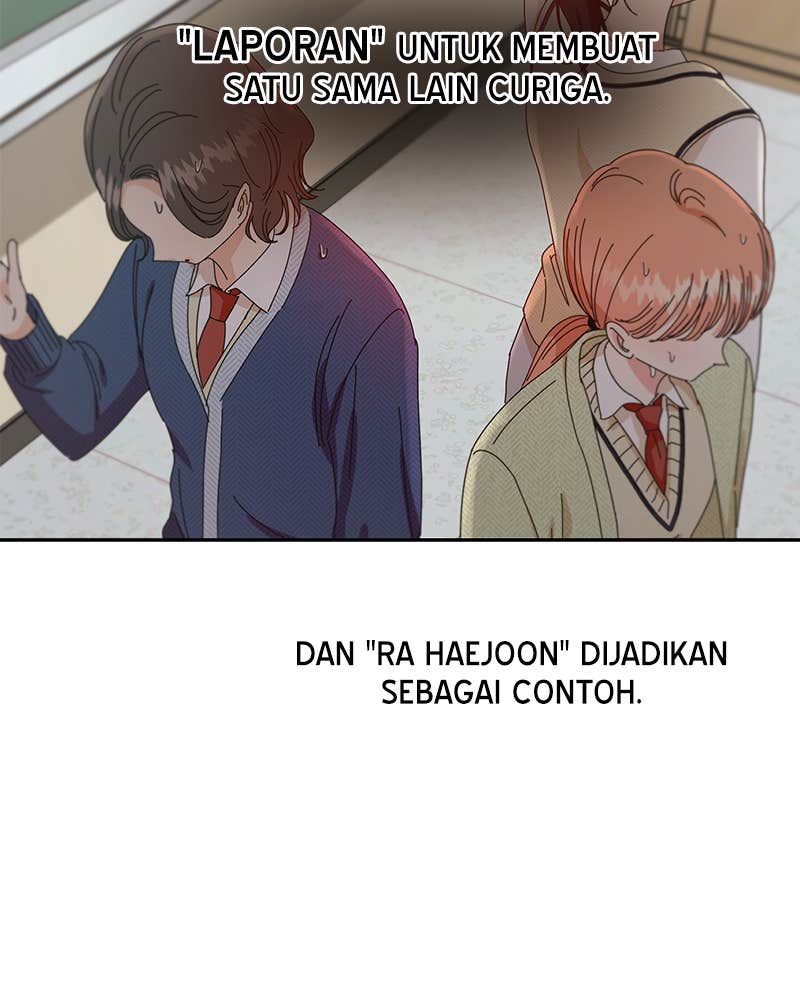 "LAPORAN" UNTUK MEMBUAT
SATU SAMA LAIN CURIGA.
DAN "RA HAEJOON" DIJADIKAN
SEBAGAI CONTOH.